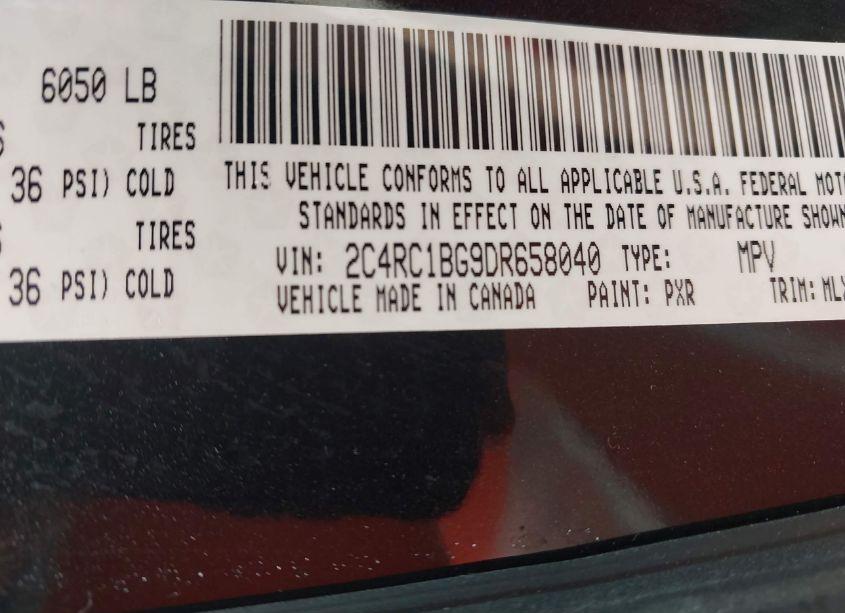 6050 LB
TIRES
36 PSI) COLD
TIRES
36 PSI) COLD
THIS VEHICLE CONFORMS TO ALL APPLICABLE U.S.A. FEDERAL MOTO
STANDARDS IN EFFECT ON THE DATE OF MANUFACTURE SHOWN
VIN: 2C4RC1BG9DR658040 TYPE: MPV
VEHICLE MADE IN CANADA PAINT: PXR TRIM: MLX